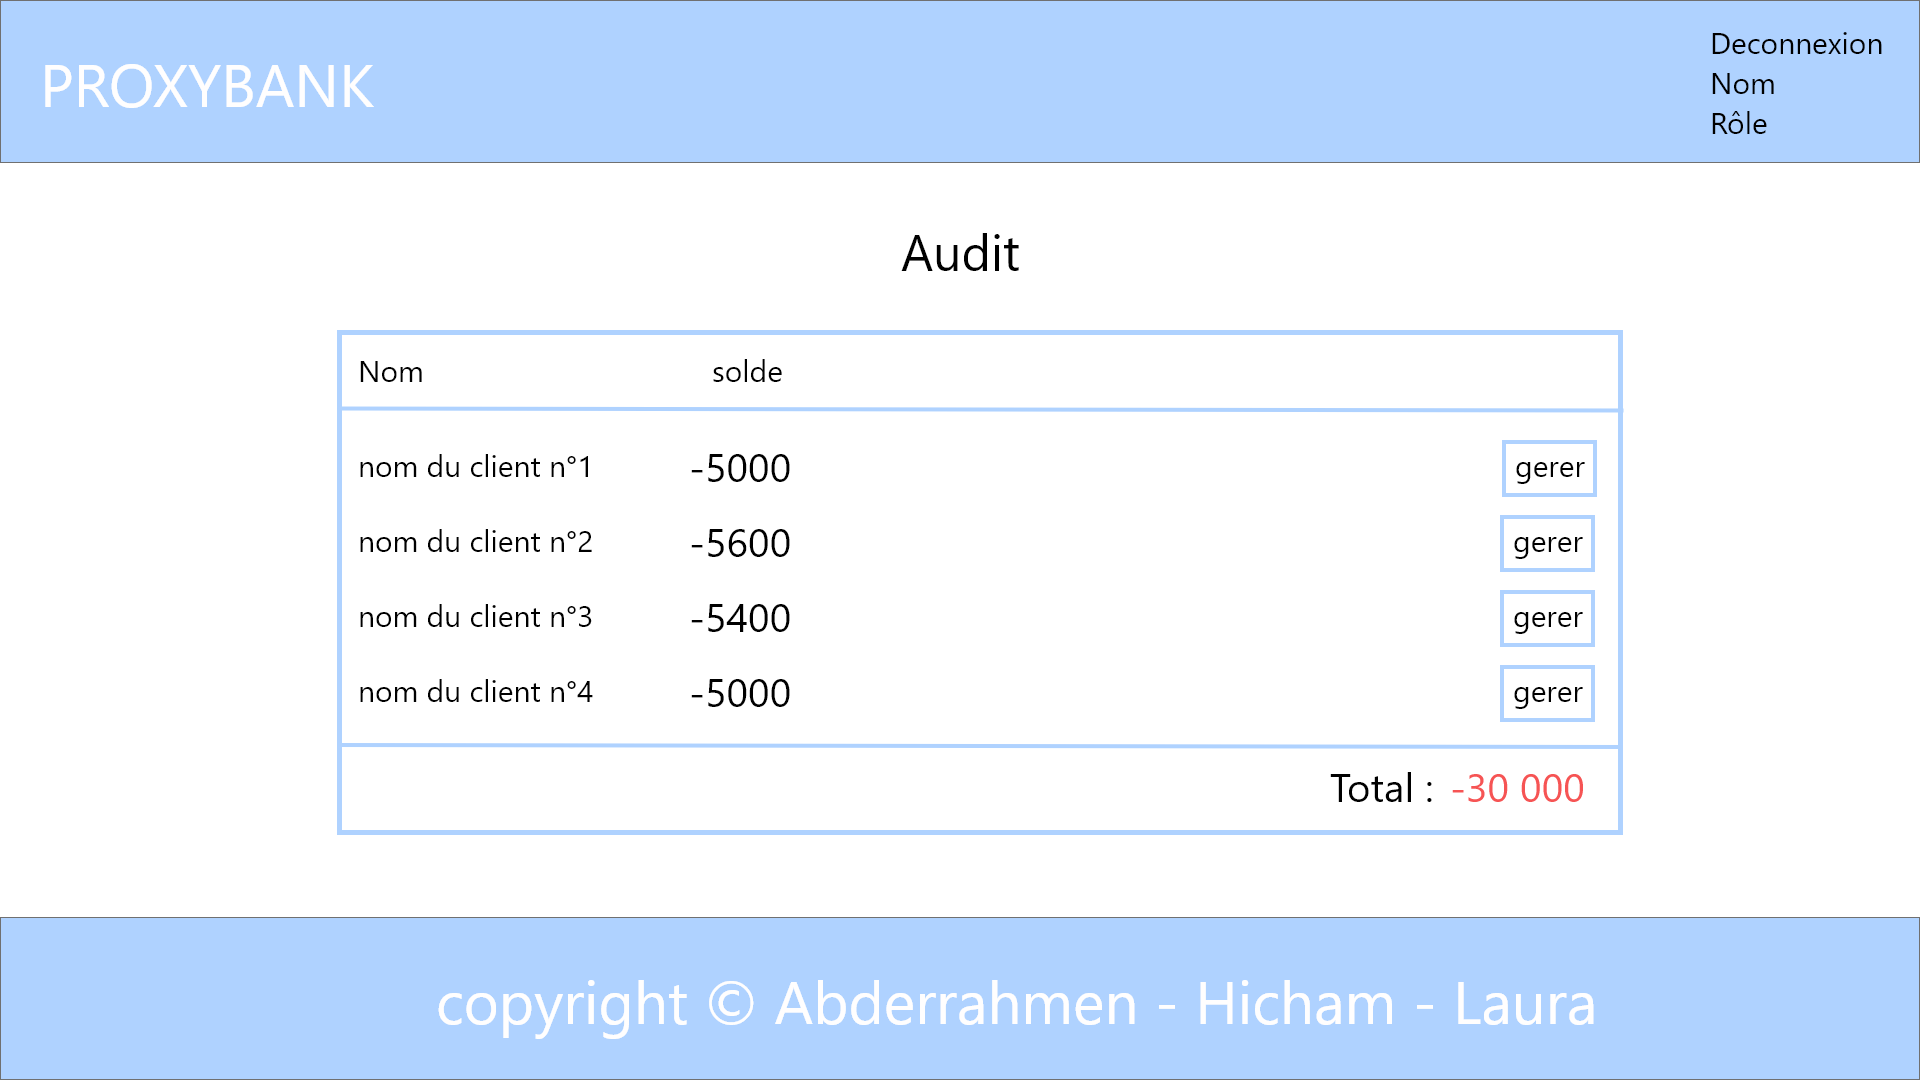 PROXYBANK
Deconnexion
Nom
Rôle
Audit
Nom solde
nom du client n°1 -5000 gerer
nom du client n°2 -5600 gerer
nom du client n°3 -5400 gerer
nom du client n°4 -5000 gerer
Total : -30 000
copyright © Abderrahmen - Hicham - Laura